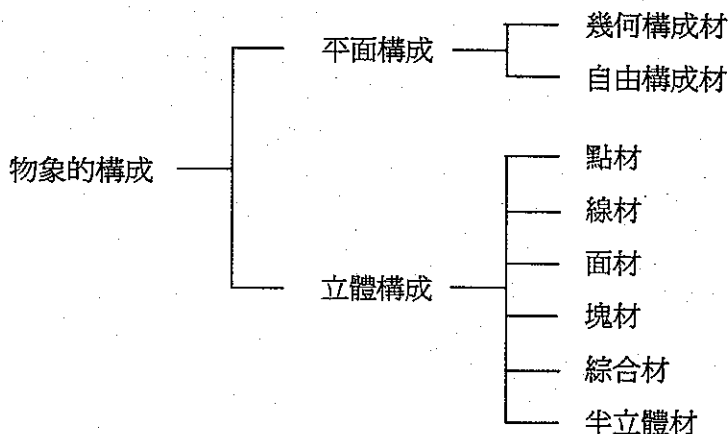 物象的構成
平面構成
幾何構成材
自由構成材
立體構成
點材
線材
面材
塊材
綜合材
半立體材